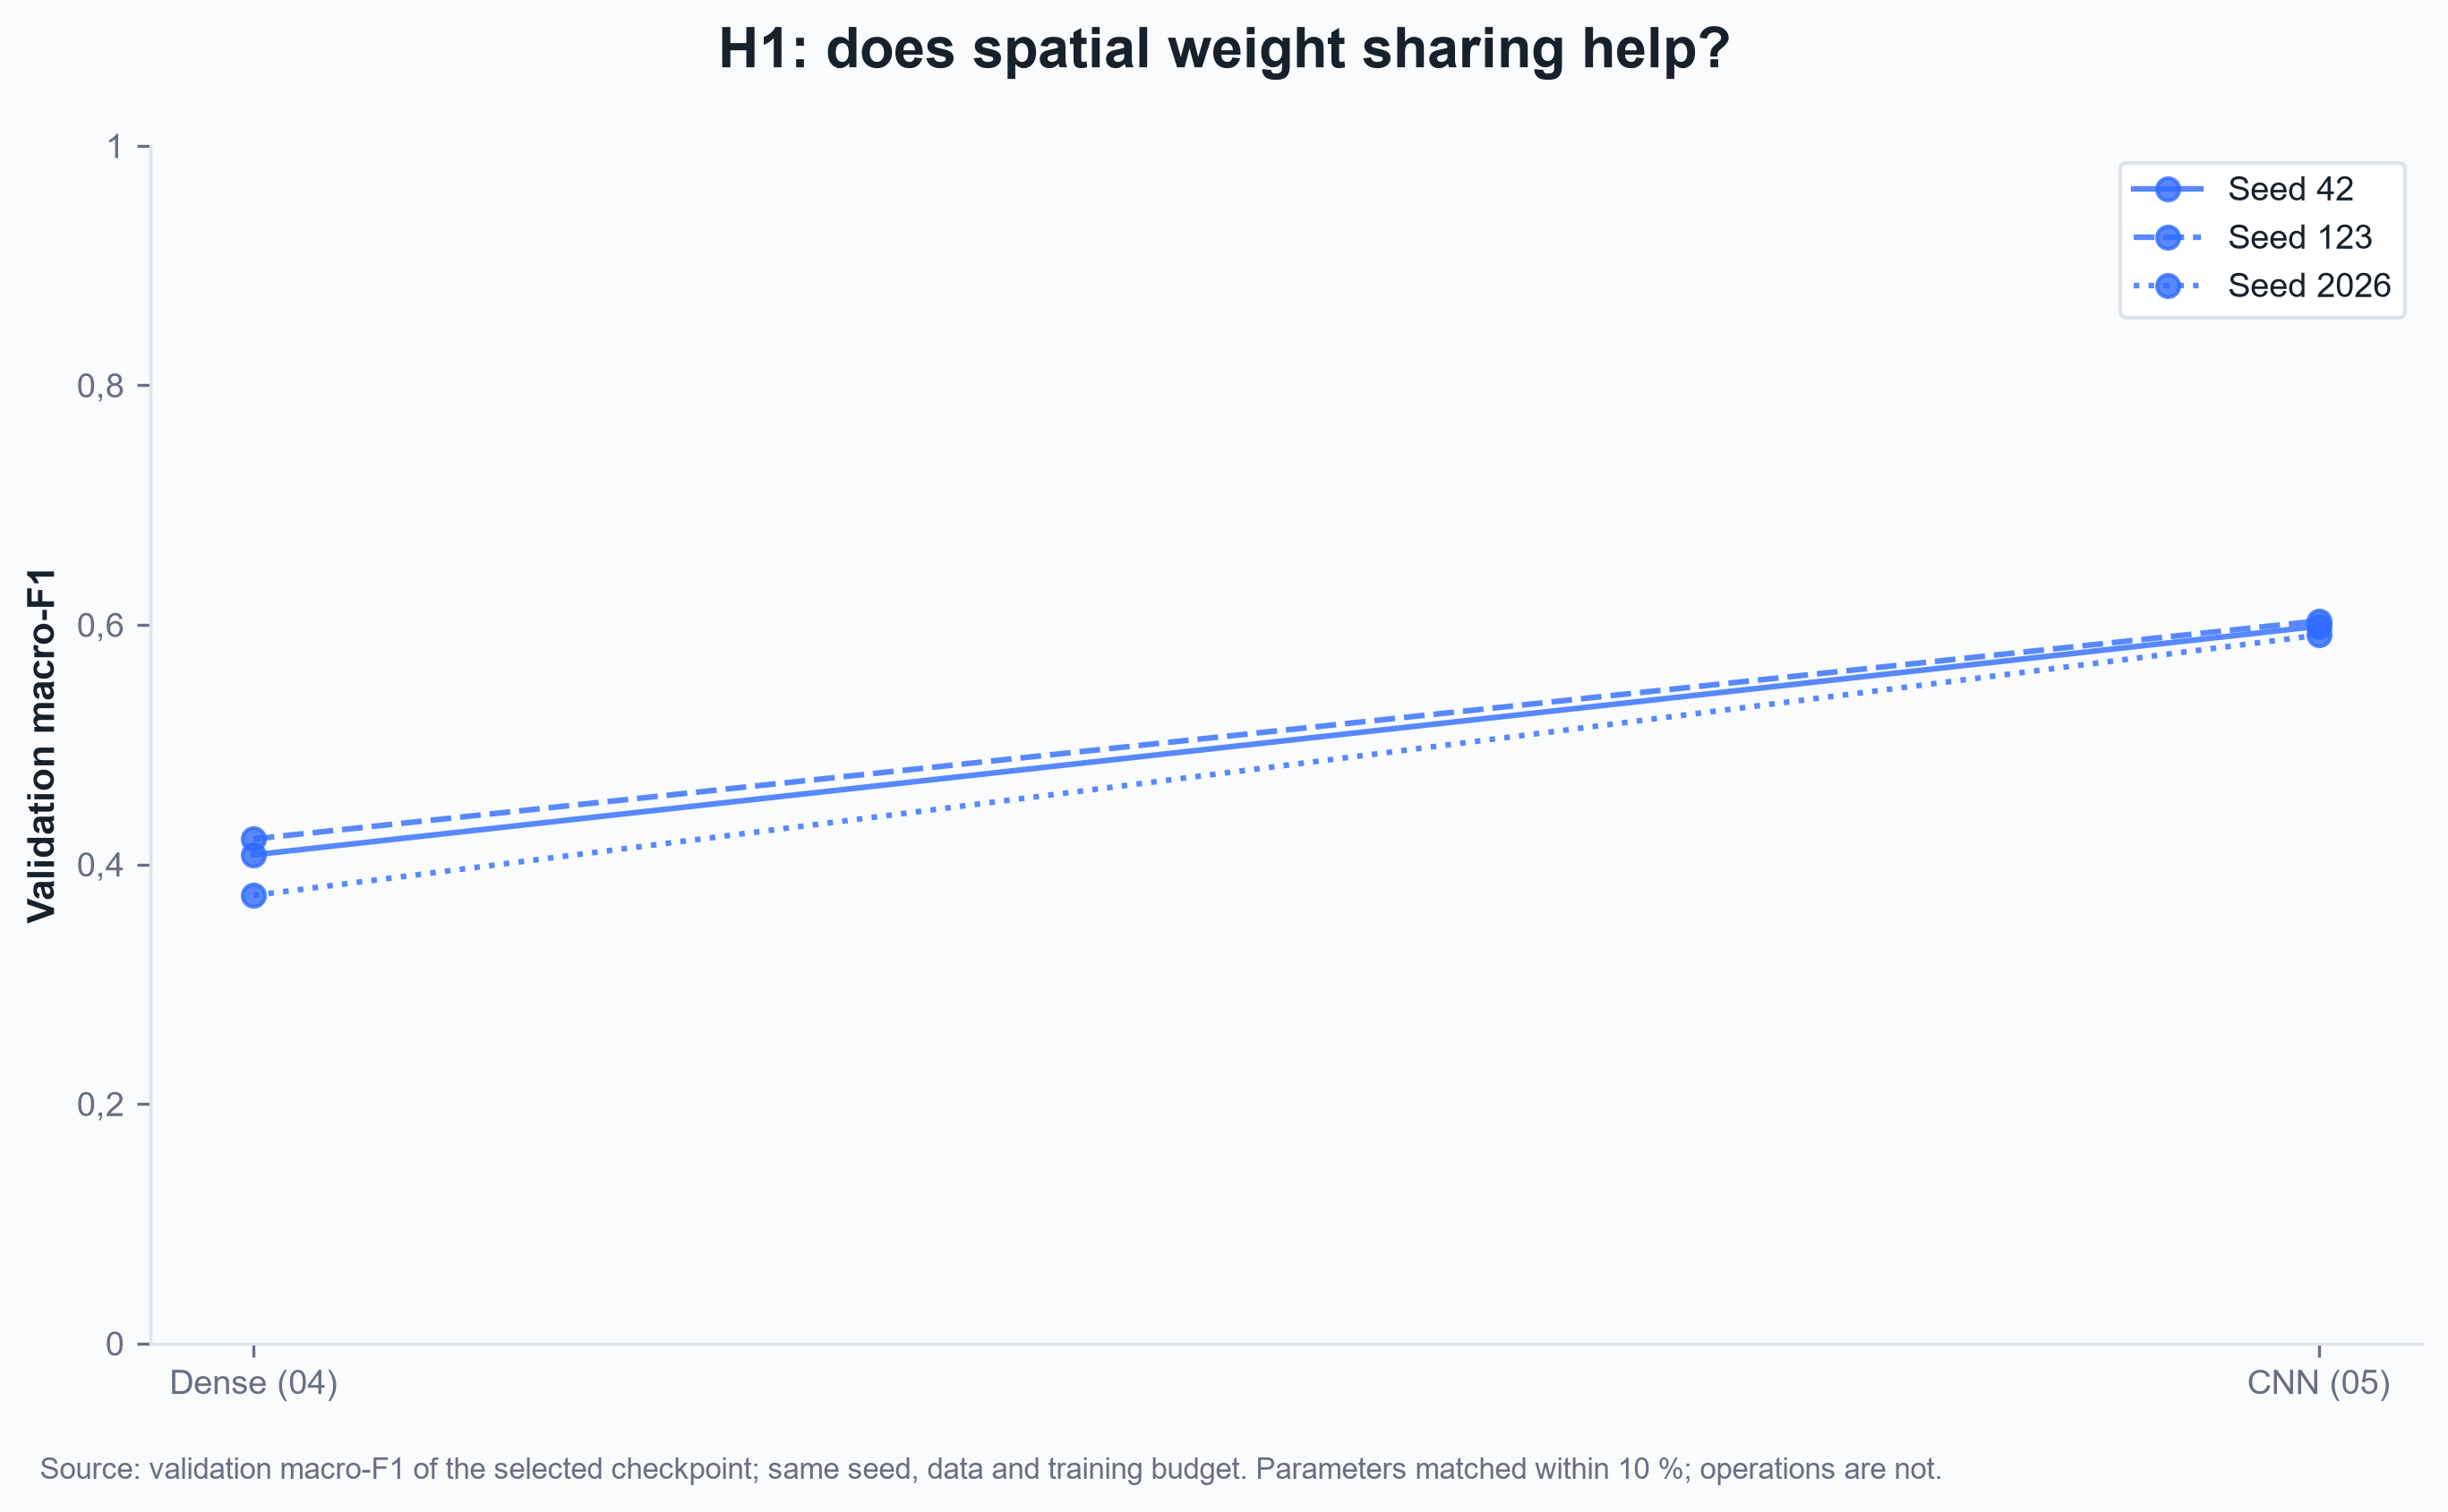 H1: does spatial weight sharing help?
1
0,8
0,6
0,4
0,2
0
Validation macro-F1
Seed 42
Seed 123
Seed 2026
Dense (04)
CNN (05)
Source: validation macro-F1 of the selected checkpoint; same seed, data and training budget. Parameters matched within 10 %; operations are not.